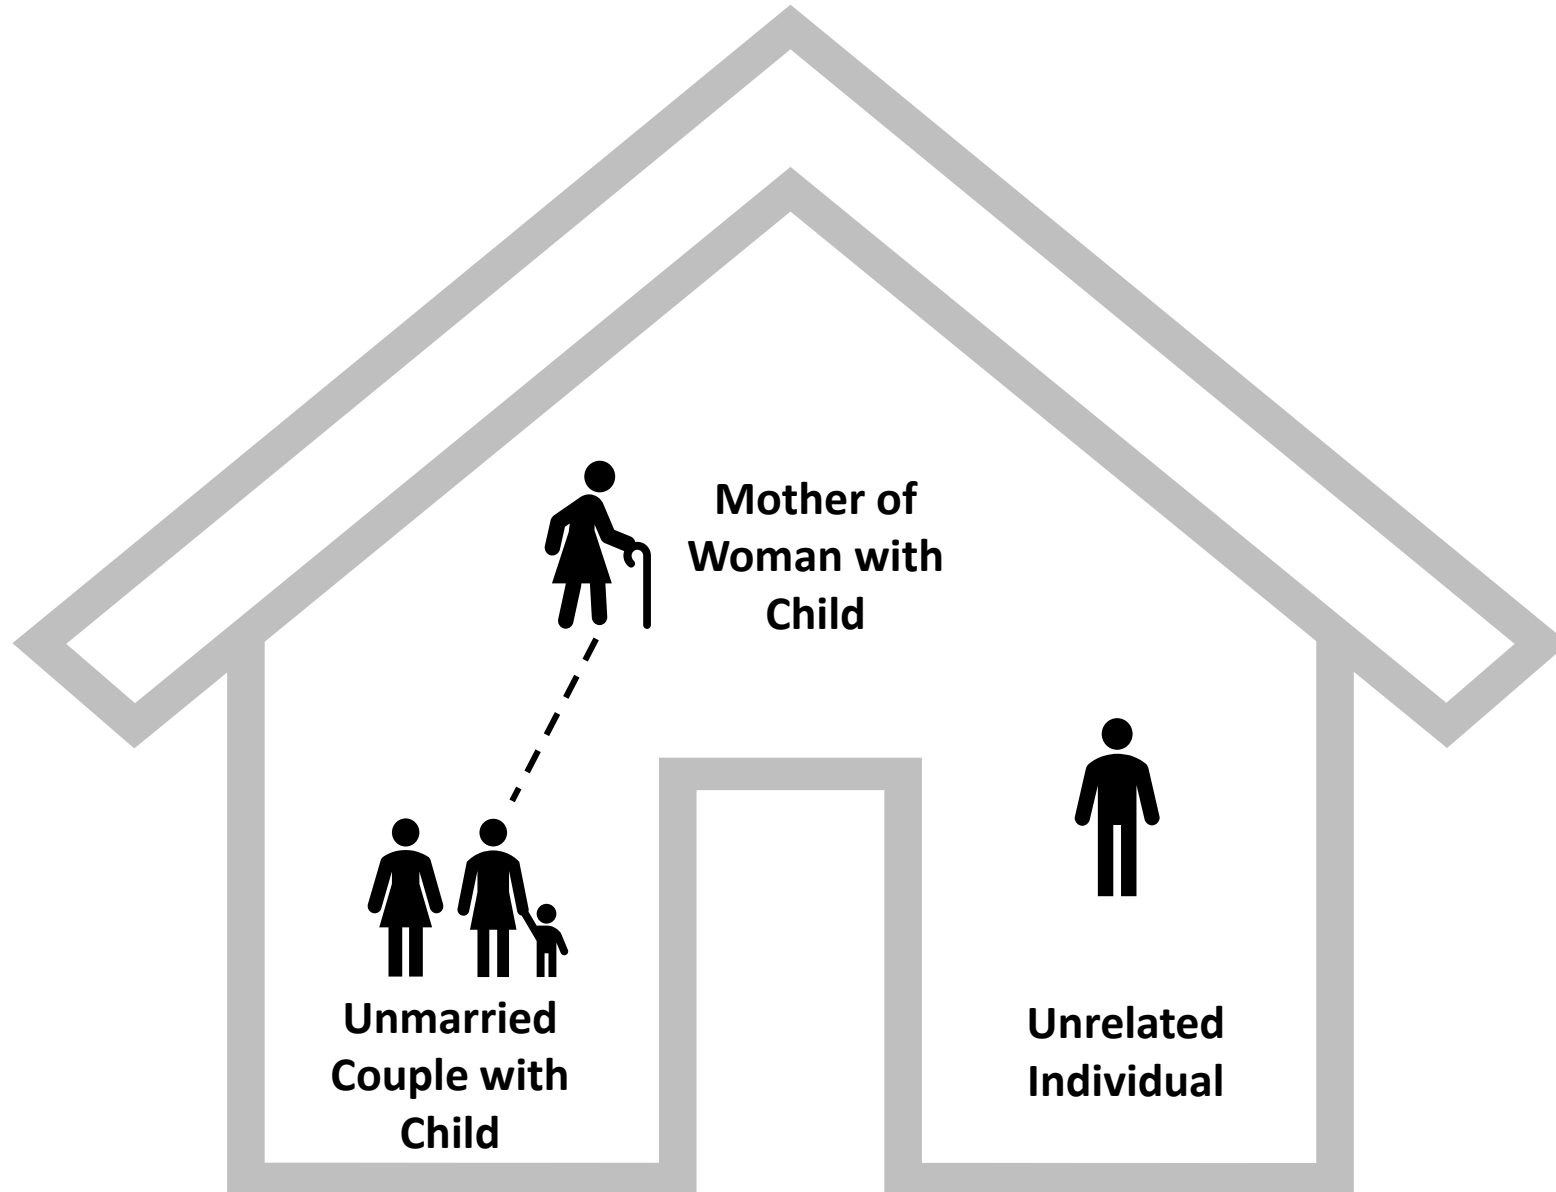 Mother of
Woman with
Child
Unmarried
Couple with
Child
Unrelated
Individual